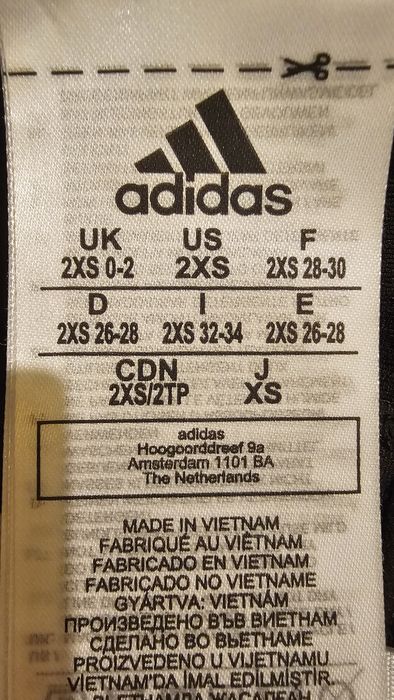 adidas
UK US F
2XS 0-2 2XS 2XS 28-30
D I E
2XS 26-28 2XS 32-34 2XS 26-28
CDN J
2XS/2TP XS
adidas
Hoogoorddreef 9a
Amsterdam 1101 BA
The Netherlands
MADE IN VIETNAM
FABRIQUÉ AU VIÊTNAM
FABRICADO EN VIETNAM
FABRICADO NO VIETNAME
GYÁRTVA: VIETNÁM
ПРОИЗВЕДЕНО ВЪВ ВИЕТНАМ
СДЕЛАНО ВО ВЬЕТНАМЕ
PROIZVEDENO U VIJETNAMU
VIETNAM'DA İMAL EDİLMİŞTİR.